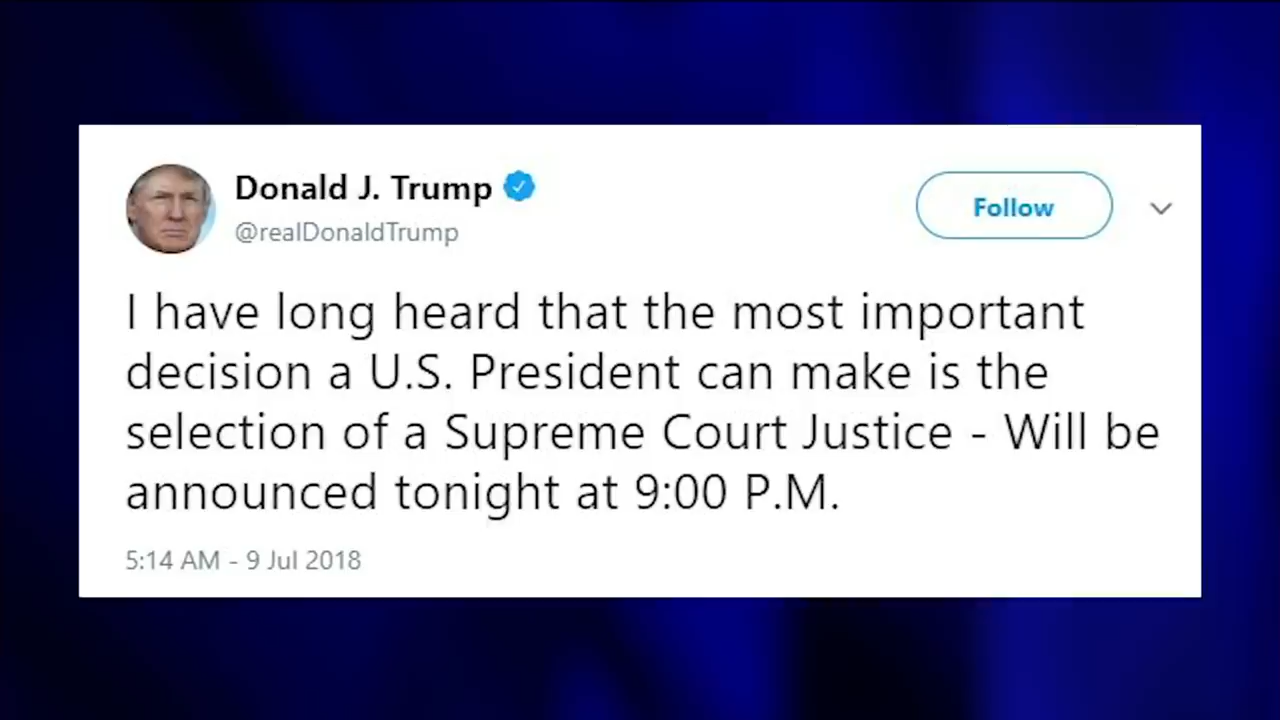 Donald J. Trump
@realDonaldTrump
Follow
I have long heard that the most important
decision a U.S. President can make is the
selection of a Supreme Court Justice - Will be
announced tonight at 9:00 P.M.
5:14 AM - 9 Jul 2018